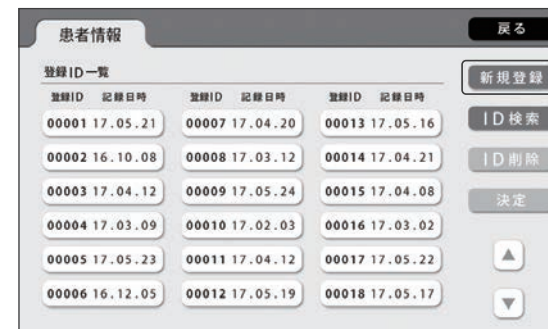 患者情報
戻る
登録ID一覧
新規登録
登録ID 記録日時 登録ID 記録日時 登録ID 記録日時
00001 17.05.21 00007 17.04.20 00013 17.05.16
ID検索
00002 16.10.08 00008 17.03.12 00014 17.04.21
ID削除
00003 17.04.12 00009 17.05.24 00015 17.04.08
決定
00004 17.03.09 00010 17.02.03 00016 17.03.02
00005 17.05.23 00011 17.04.12 00017 17.05.22
00006 16.12.05 00012 17.05.19 00018 17.05.17